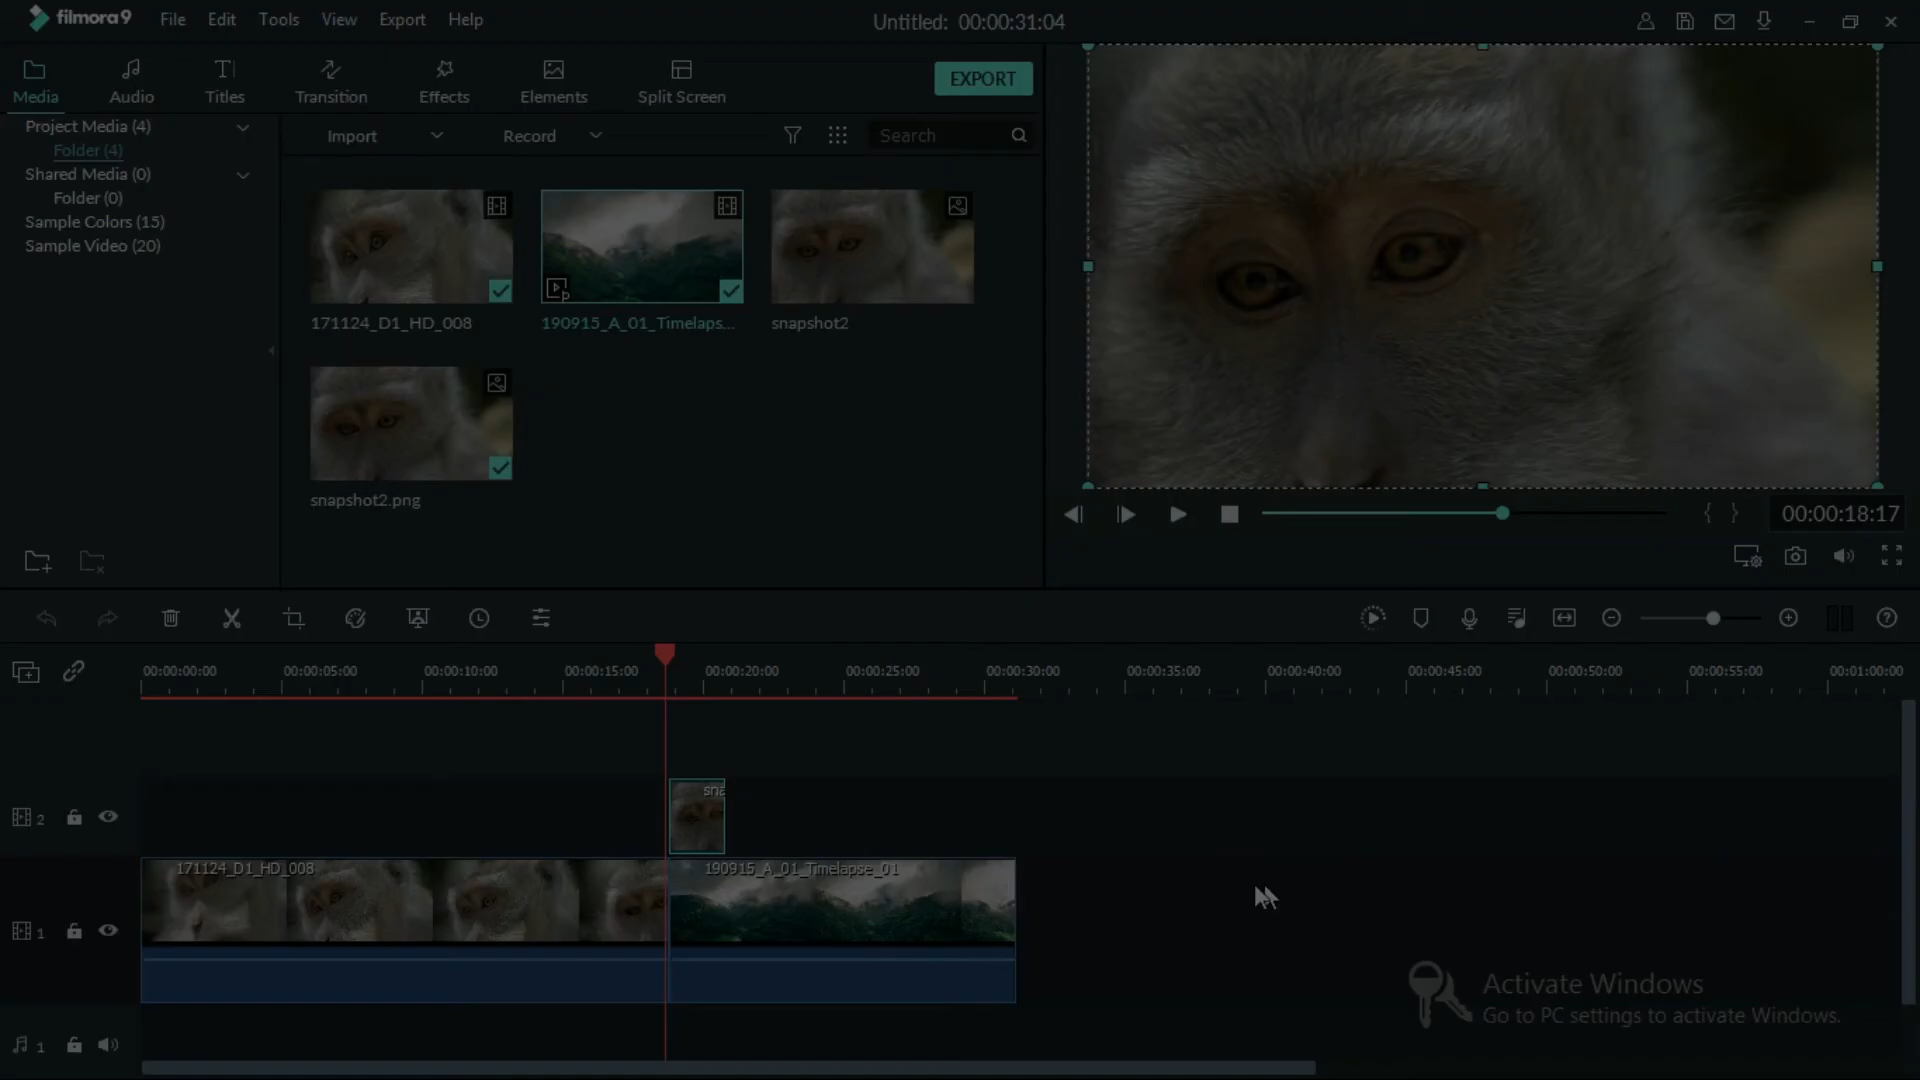 filmora9
File Edit Tools View Export Help
Untitled: 00:00:31:04
Media Audio Titles Transition Effects Elements Split Screen
EXPORT
Project Media (4)
Folder (4)
Shared Media (0)
Folder (0)
Sample Colors (15)
Sample Video (20)
Import Record Search
171124_D1_HD_008
190915_A_01_Timelaps...
snapshot2
snapshot2.png
{ } 00:00:18:17
00:00:00:00 00:00:05:00 00:00:10:00 00:00:15:00 00:00:20:00 00:00:25:00 00:00:30:00 00:00:35:00 00:00:40:00 00:00:45:00 00:00:50:00 00:00:55:00 00:01:00:00
2
sna
1
171124_D1_HD_008
190915_A_01_Timelapse_01
1
Activate Windows
Go to PC settings to activate Windows.